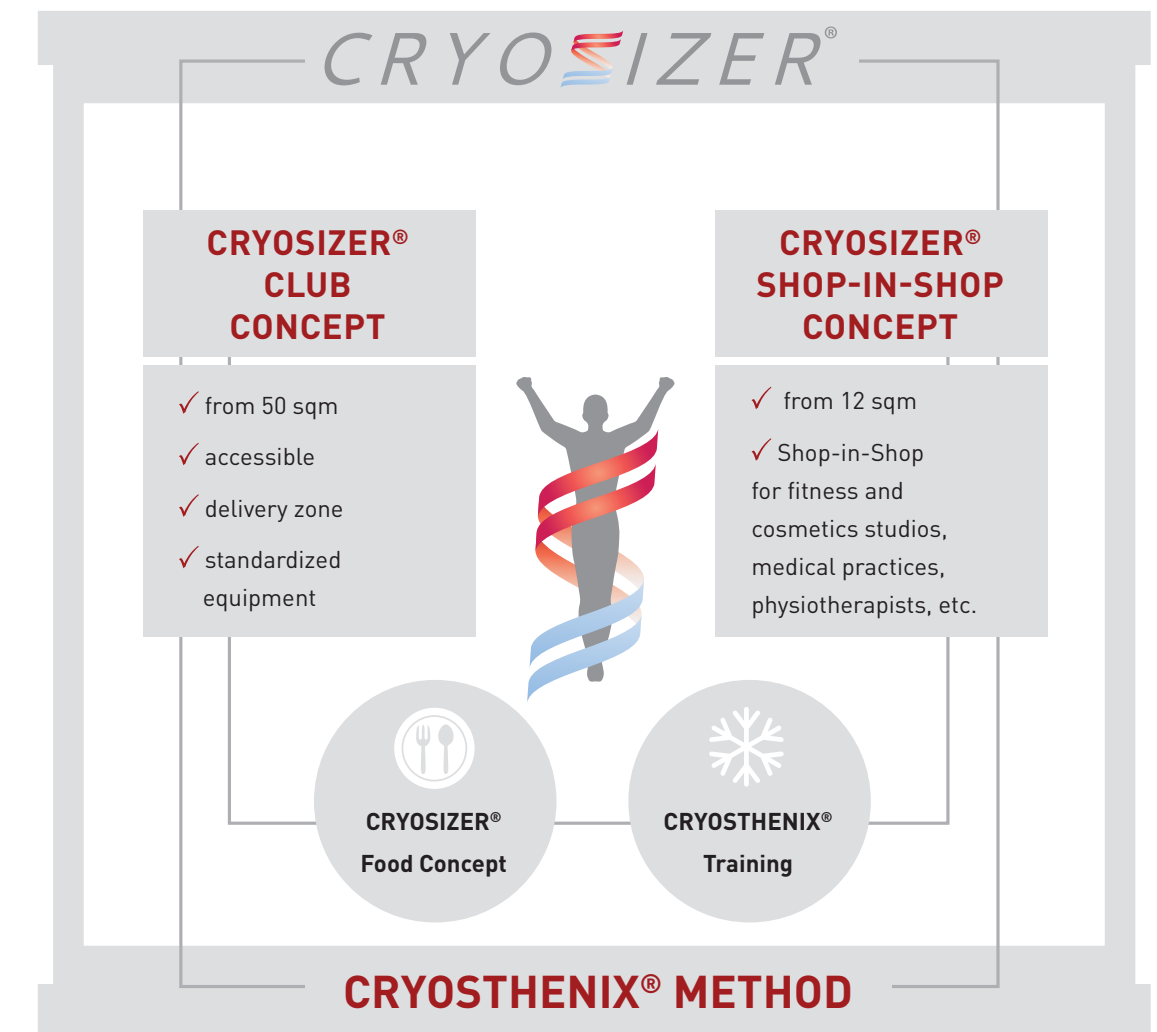 CRYOSIZER®
CRYOSIZER®
CLUB
CONCEPT
✓ from 50 sqm
✓ accessible
✓ delivery zone
✓ standardized
equipment
CRYOSIZER®
SHOP-IN-SHOP
CONCEPT
✓ from 12 sqm
✓ Shop-in-Shop
for fitness and
cosmetics studios,
medical practices,
physiotherapists, etc.
CRYOSIZER®
Food Concept
CRYOSTHENIX®
Training
CRYOSTHENIX® METHOD